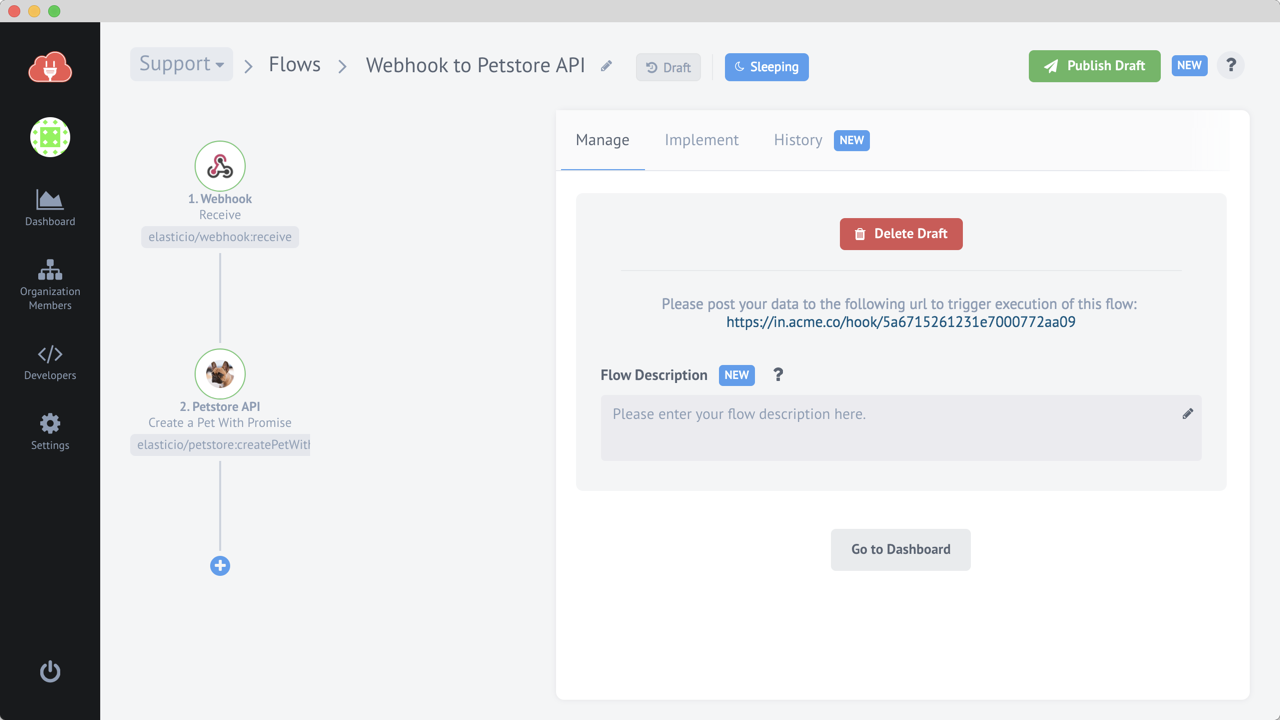 Support
Flows
Webhook to Petstore API
Draft
Sleeping
Publish Draft
NEW
?
Dashboard
Organization
Members
Developers
Settings
1. Webhook
Receive
elasticio/webhook:receive
2. Petstore API
Create a Pet With Promise
elasticio/petstore:createPetWith
Manage
Implement
History
NEW
Delete Draft
Please post your data to the following url to trigger execution of this flow:
https://in.acme.co/hook/5a6715261231e7000772aa09
Flow Description
NEW
?
Please enter your flow description here.
Go to Dashboard